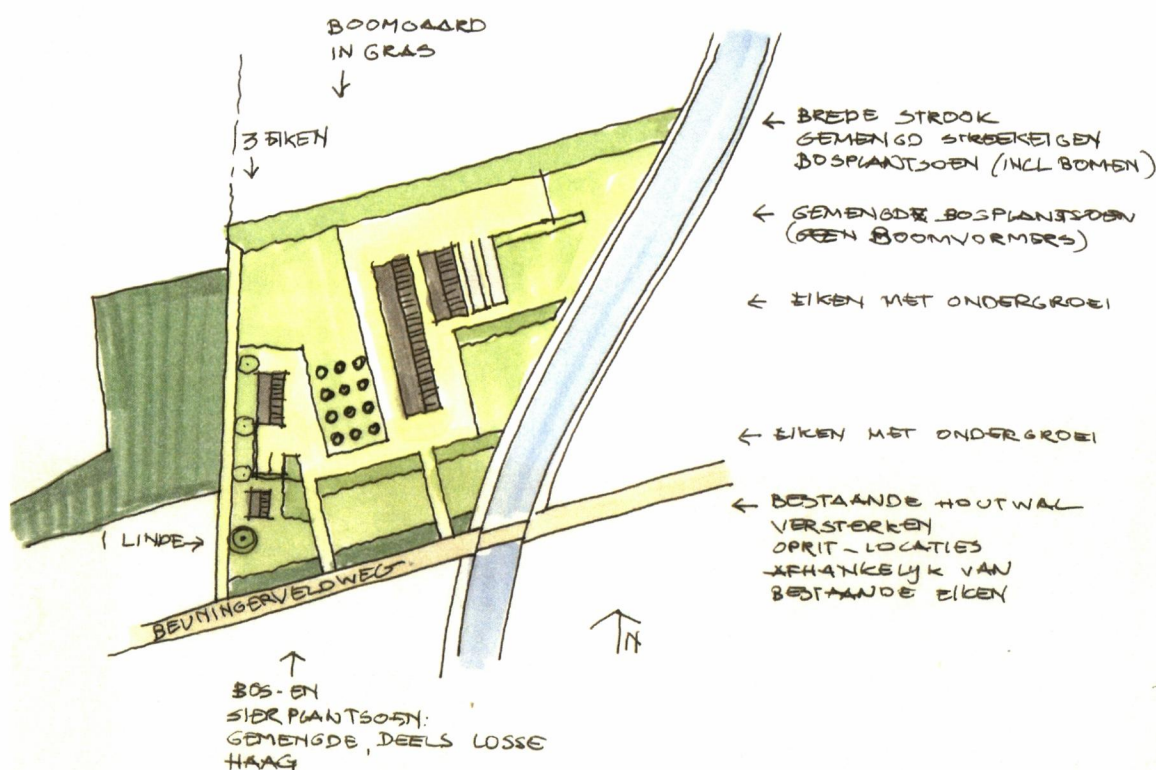 BOOMGAARD
IN GRAS
3 EIKEN
BREDE STROOK
GEMENGD STREEKEIGEN
BOSPLANTSOEN (INCL BOMEN)
GEMENGDE BOSPLANTSOEN
(GEEN BOOMVORMERS)
EIKEN MET ONDERGROEI
EIKEN MET ONDERGROEI
BESTAANDE HOUTWAL
VERSTERKEN
OPRIT-LOCATIES
AFHANKELIJK VAN
BESTAANDE EIKEN
1 LINDE
BEUNINGERVELDWEG.
N
BOS-EN
SIERPLANTSOEN:
GEMENGDE, DEELS LOSSE
HAAG